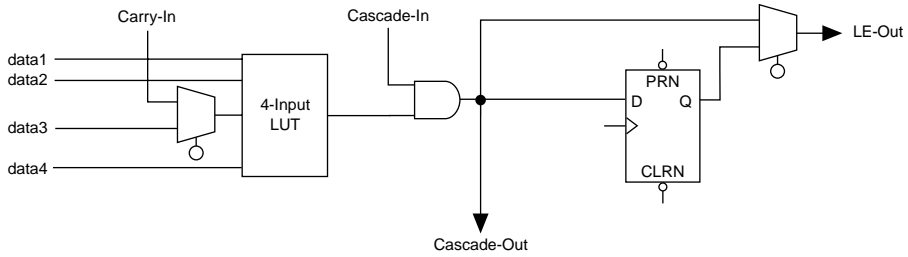 Carry-In
Cascade-In
LE-Out
data1
data2
PRN
4-Input
LUT
D
Q
data3
data4
CLRN
Cascade-Out